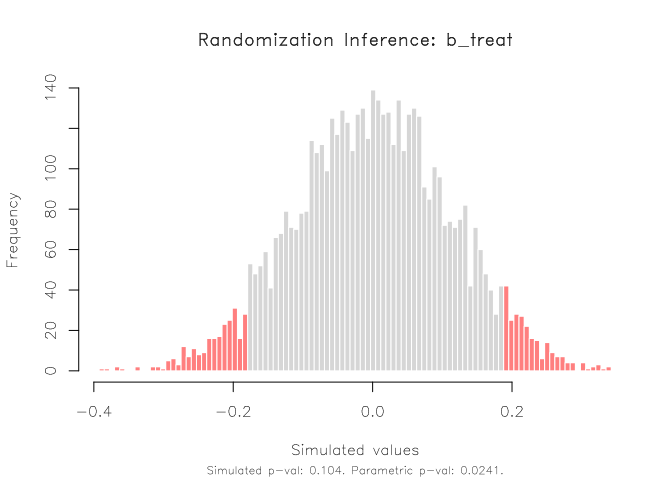 Randomization Inference: b_treat
Frequency
140
100
80
60
40
20
0
−0.4
−0.2
0.0
0.2
Simulated values
Simulated p−val: 0.104. Parametric p−val: 0.0241.